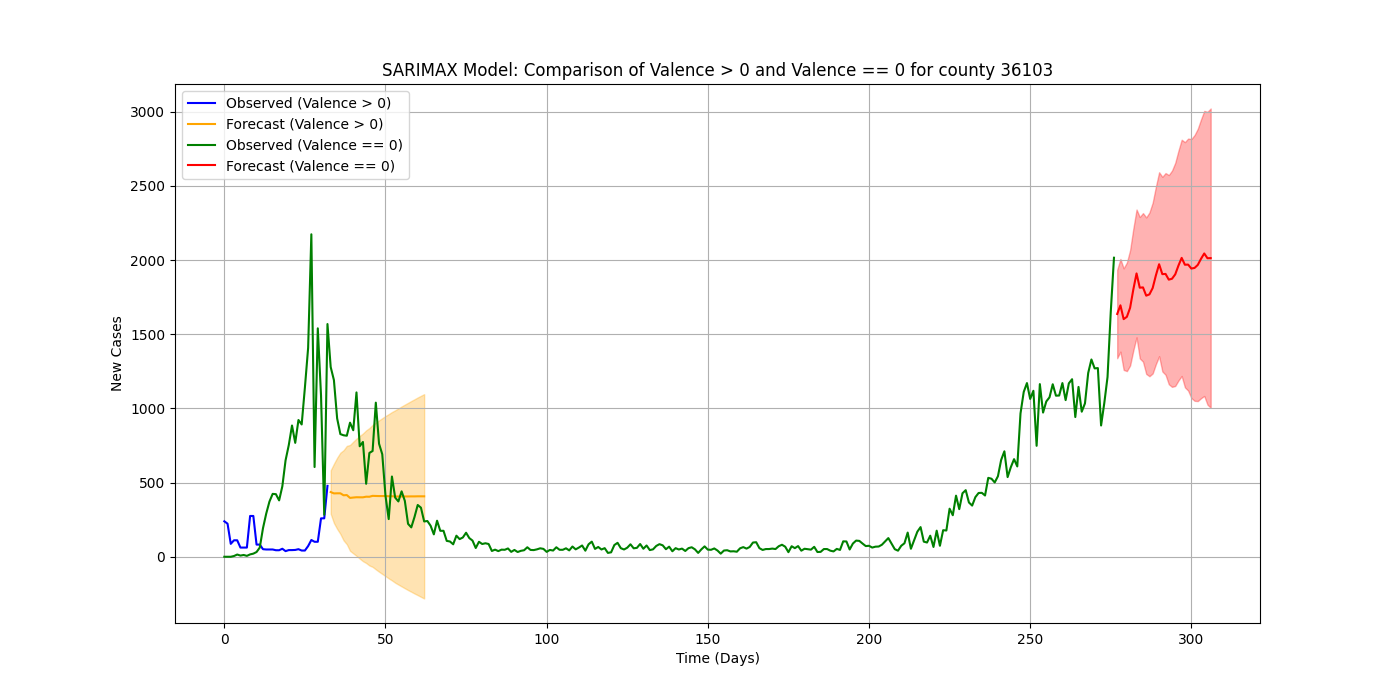 SARIMAX Model: Comparison of Valence > 0 and Valence == 0 for county 36103
Observed (Valence > 0)
Forecast (Valence > 0)
Observed (Valence == 0)
Forecast (Valence == 0)
3000
2500
2000
1500
1000
500
0
New Cases
0 50 100 150 200 250 300
Time (Days)